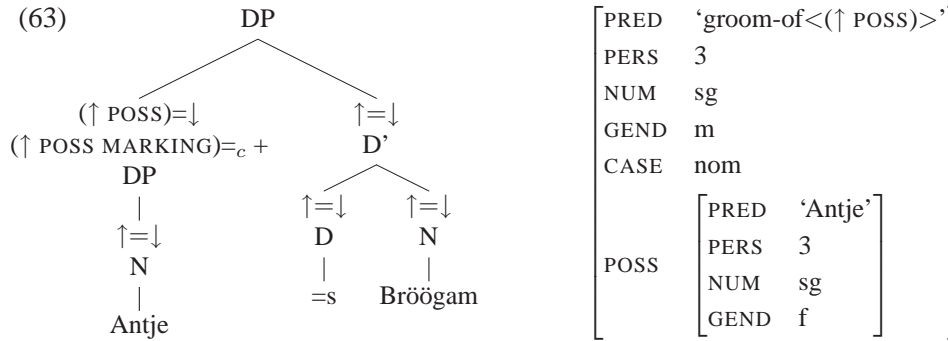 (63)
DP
(↑ POSS)=↓
(↑ POSS MARKING)=c +
DP
↑=↓
N
Antje
↑=↓
D'
↑=↓
D
=s
↑=↓
N
Bröögam
PRED ‘groom-of<(↑ POSS)>’
PERS 3
NUM sg
GEND m
CASE nom
POSS
PRED ‘Antje’
PERS 3
NUM sg
GEND f